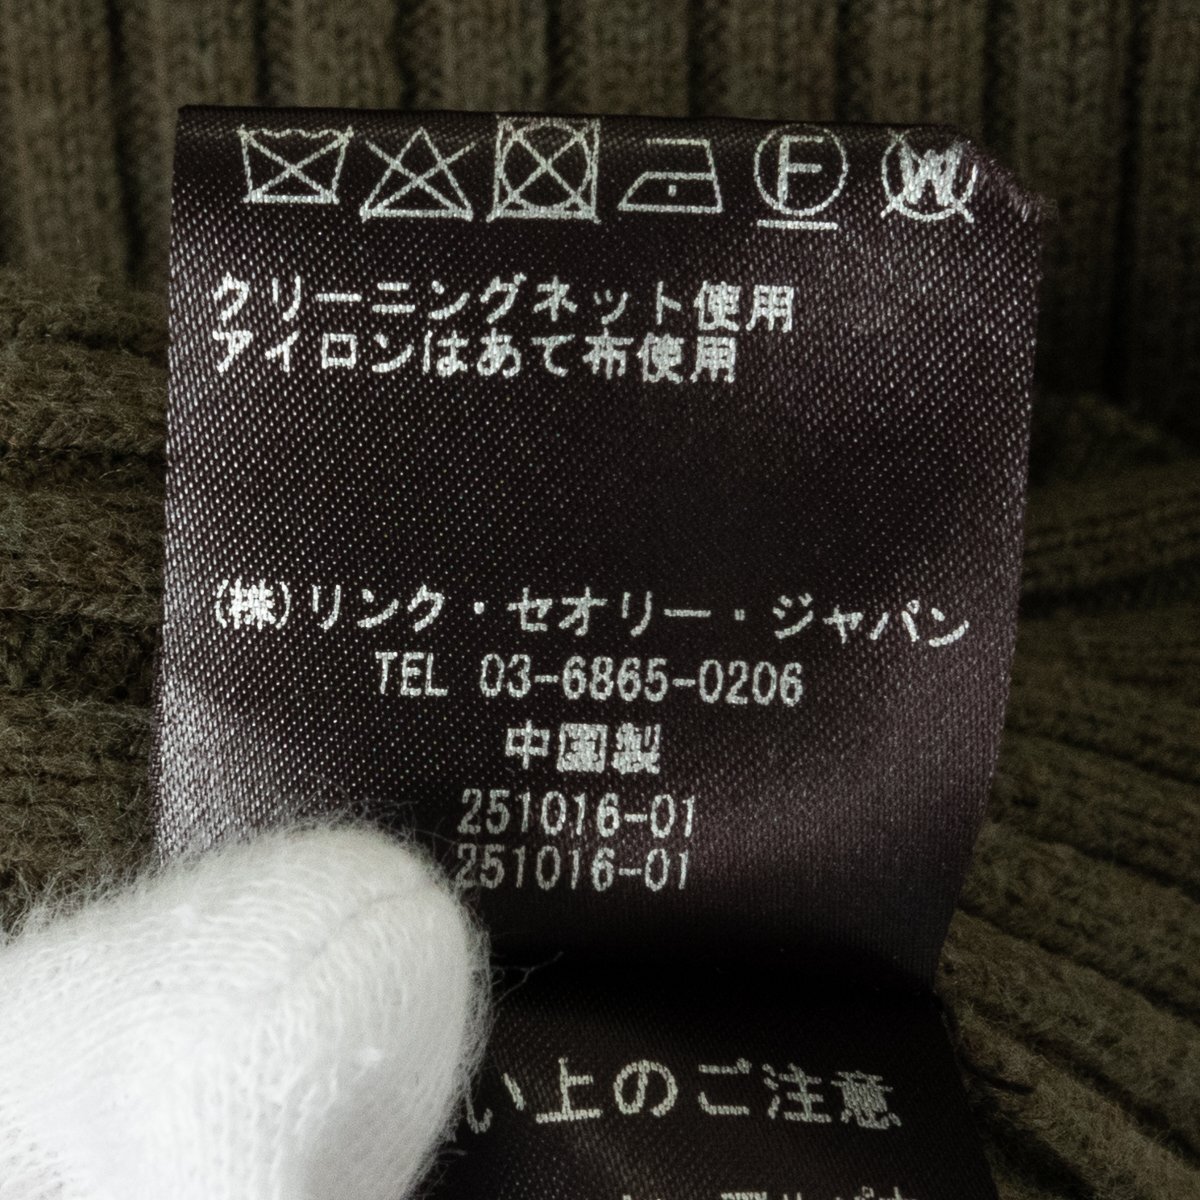 F W
クリーニングネット使用
アイロンはあて布使用
(株)リンク・セオリー・ジャパン
TEL 03-6865-0206
中国製
251016-01
251016-01
い上のご注意